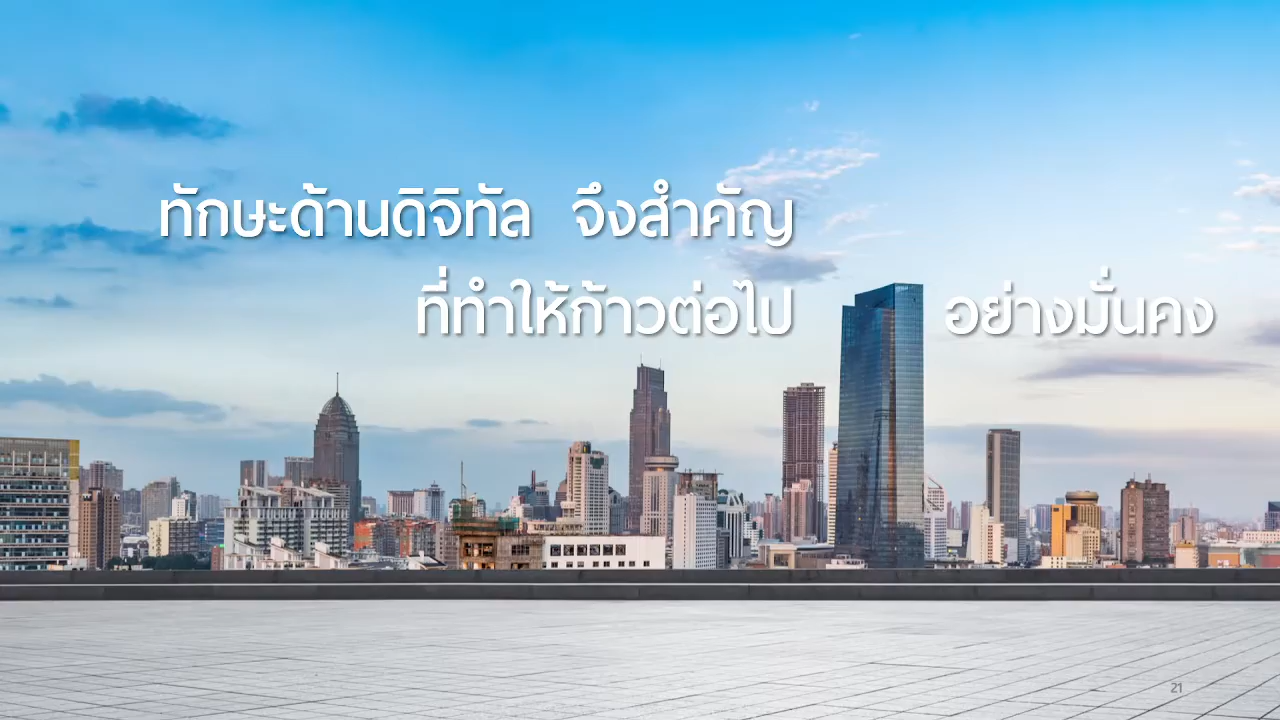 ทักษะด้านดิจิทัล จึงสำคัญ
ที่ทำให้ก้าวต่อไป อย่างมั่นคง
21